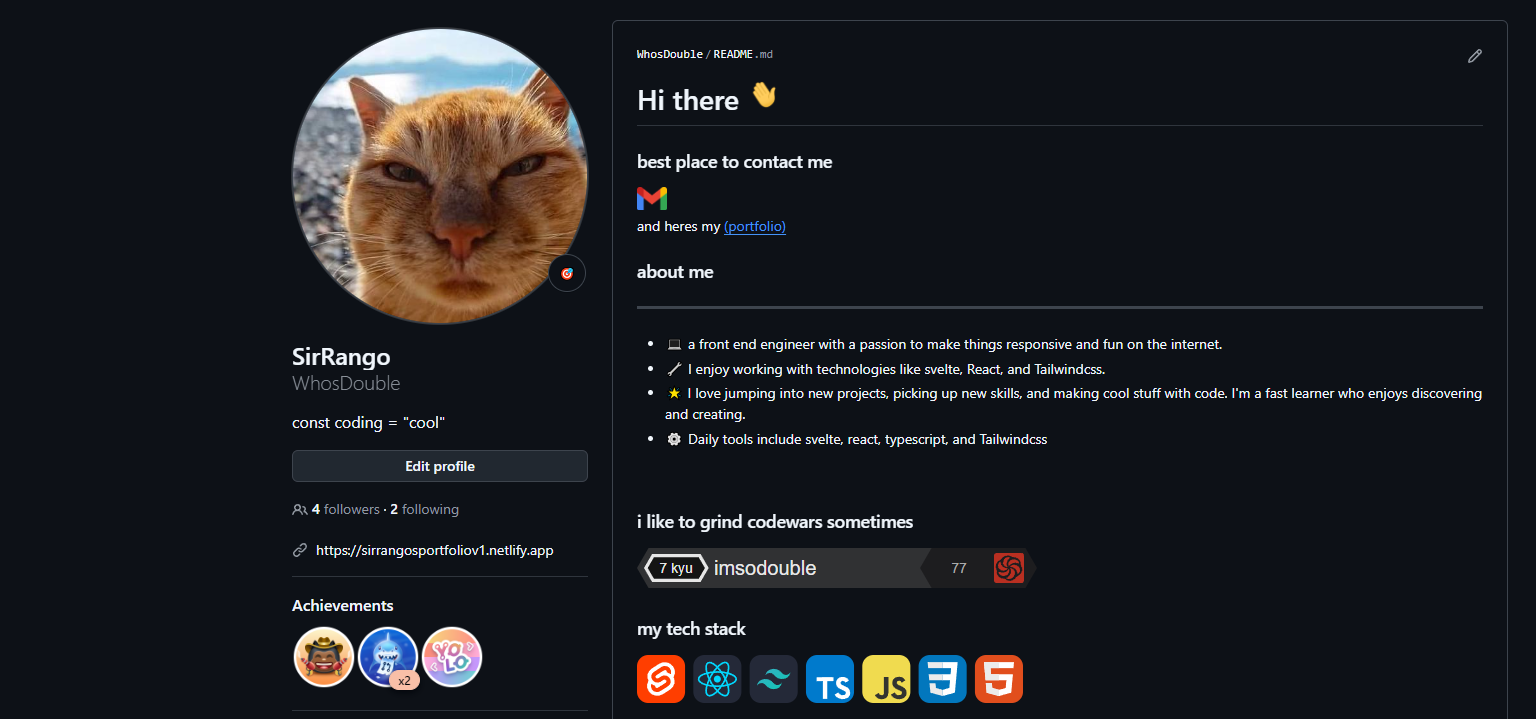 SirRango
WhosDouble
const coding = "cool"
Edit profile
4 followers · 2 following
https://sirrangosportfoliov1.netlify.app
Achievements
YOLO
x2
WhosDouble/README.md
Hi there 👋
best place to contact me
and heres my (portfolio)
about me
• 💻 a front end engineer with a passion to make things responsive and fun on the internet.
• 🔧 I enjoy working with technologies like svelte, React, and Tailwindcss.
• ⭐ I love jumping into new projects, picking up new skills, and making cool stuff with code. I'm a fast learner who enjoys discovering
and creating.
• ⚙️ Daily tools include svelte, react, typescript, and Tailwindcss
i like to grind codewars sometimes
7 kyu imsodouble 77
my tech stack
TS JS 3 5